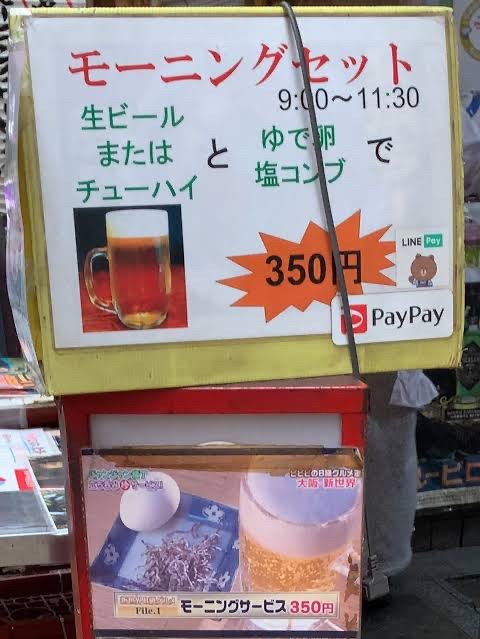 モーニングセット
9:00〜11:30
生ビール
または
チューハイ
と
ゆで卵
塩コンブ
で
350円
LINE Pay
PayPay
大阪 新世界
File.1
モーニングサービス 350円